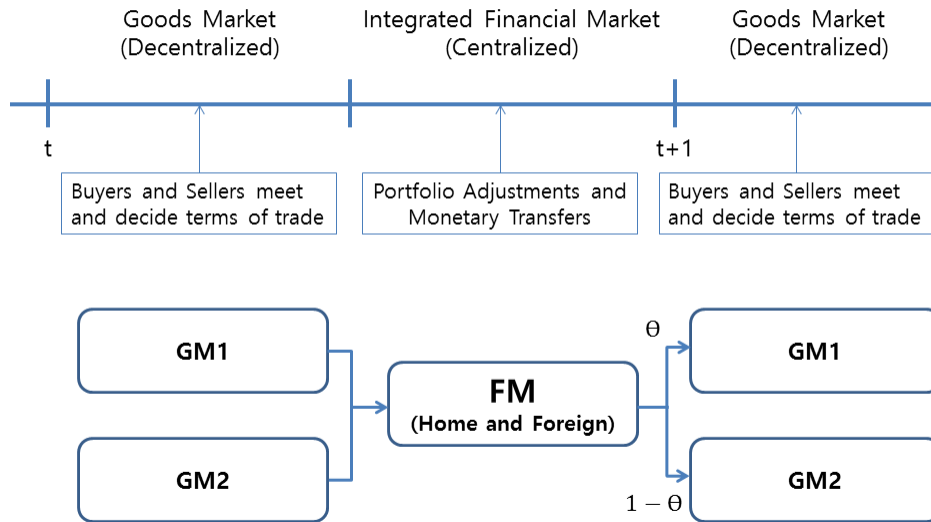 Goods Market
(Decentralized)
Integrated Financial Market
(Centralized)
Goods Market
(Decentralized)
t
t+1
Buyers and Sellers meet
and decide terms of trade
Portfolio Adjustments and
Monetary Transfers
Buyers and Sellers meet
and decide terms of trade
GM1
GM2
FM
(Home and Foreign)
Θ
GM1
1 − Θ
GM2